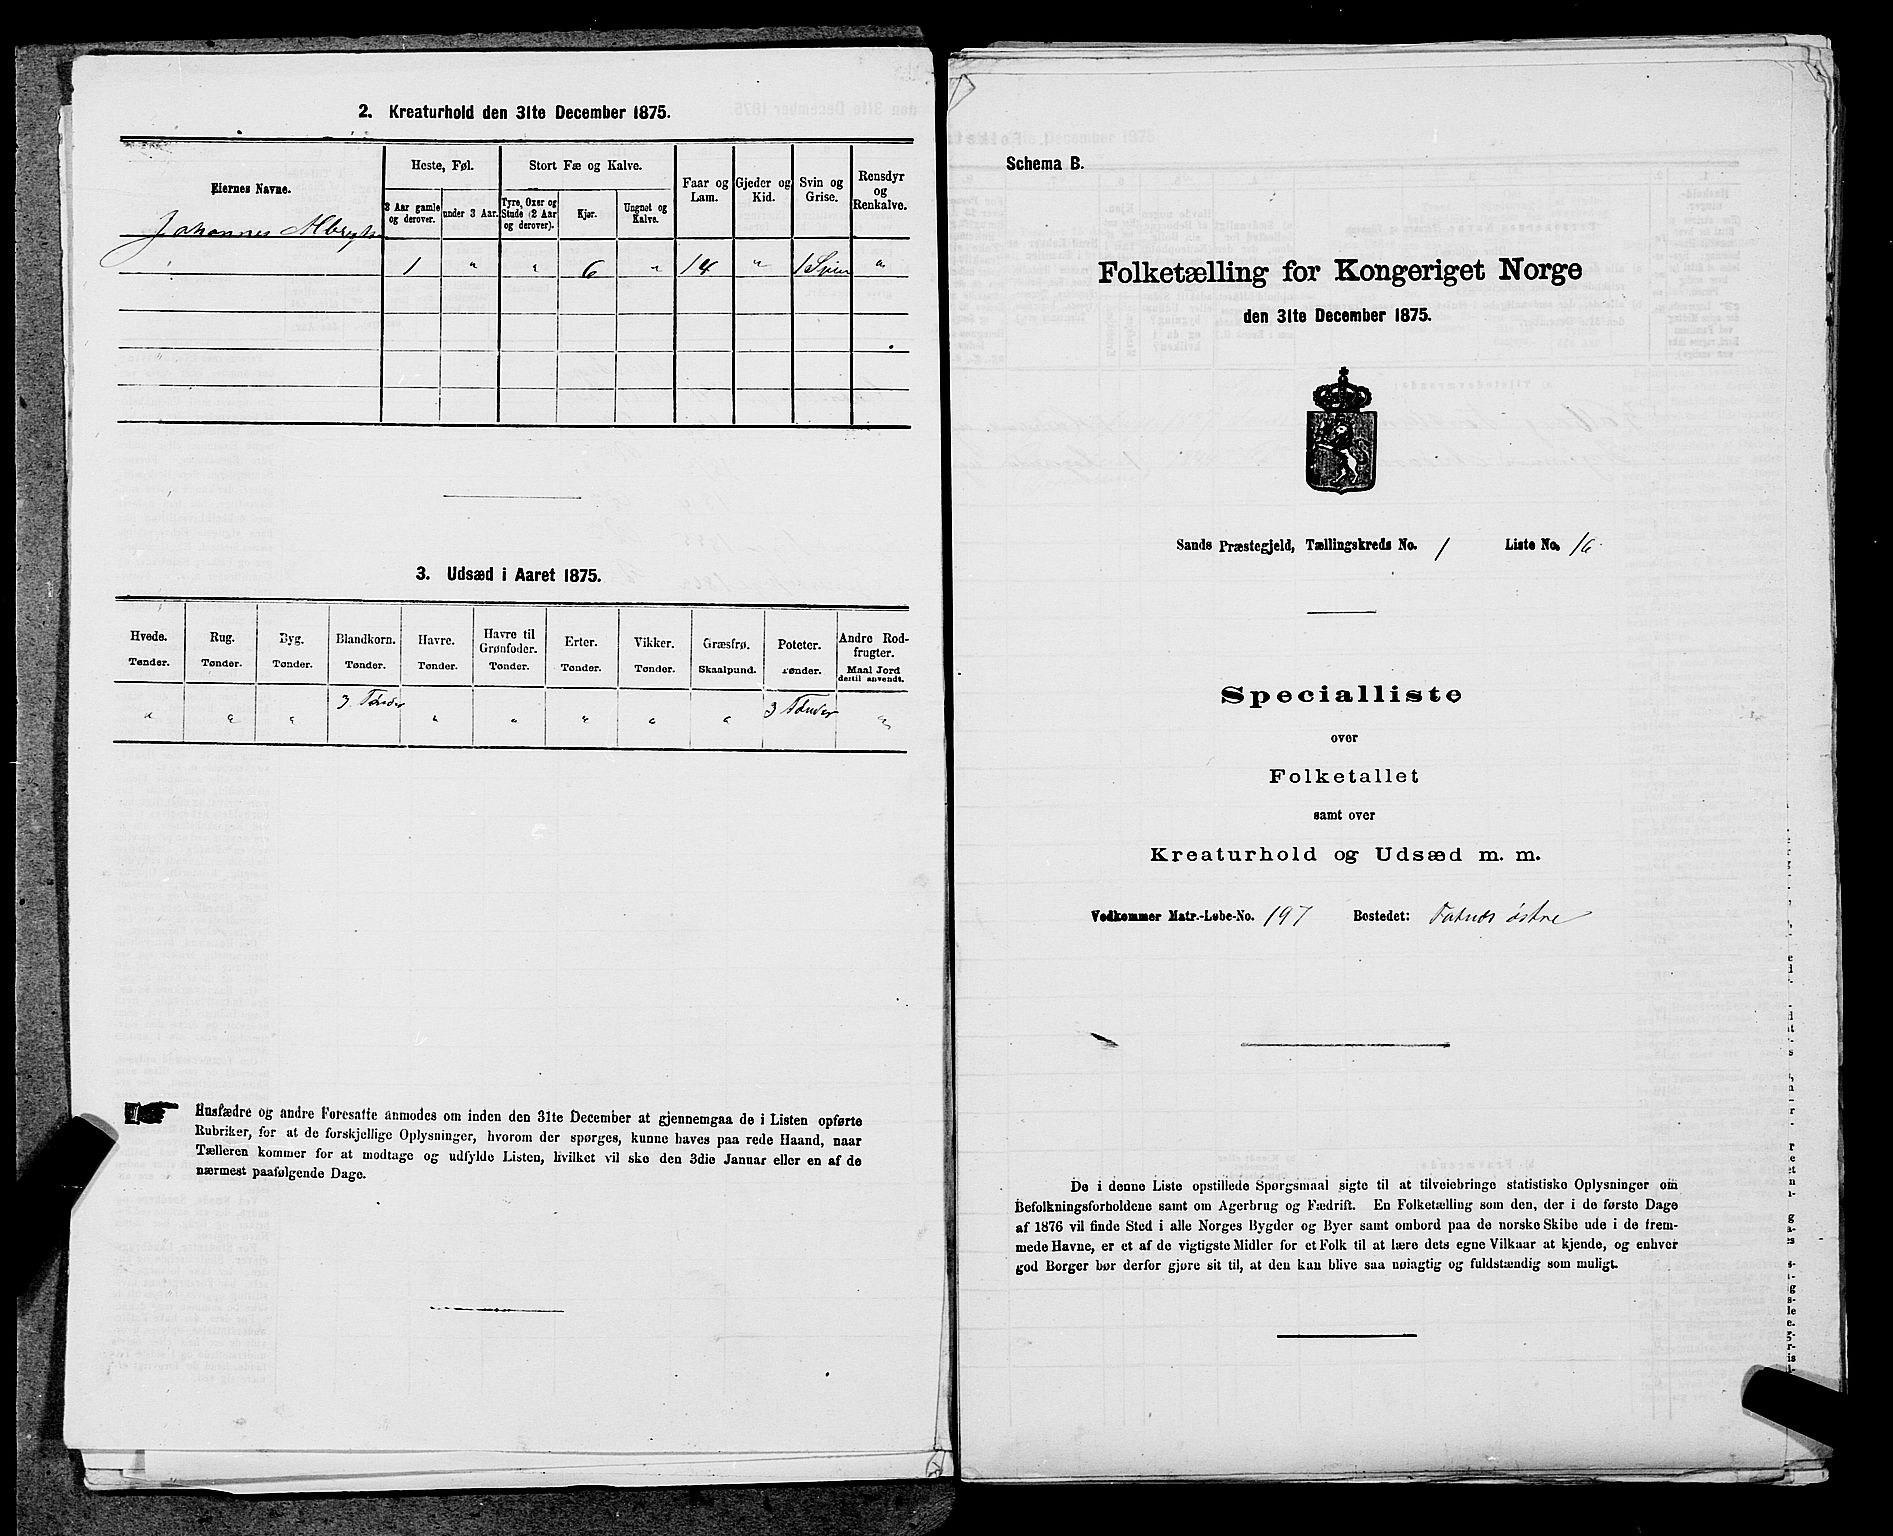 2. Kreaturhold den 31te December 1875.
Eiernes Navne.
Heste, Føl.
Stort Fæ og Kalve.
Faar og Lam.
Gjeder og Kid.
Svin og Grise.
Rensdyr og Renkalve.
3 Aar gamle og derover.
under 3 Aar.
Tyre, Oxer og Stude (2 Aar og derover).
Kjør.
Ungnøt og Kalve.
Johannes
1 " " 6 " 14 " 1 Sviin "
3. Udsæd i Aaret 1875.
Hvede. Rug. Byg. Blandkorn. Havre. Havre til Grønfoder. Erter. Vikker. Græsfrø. Poteter. Andre Rodfrugter.
Tønder. Tønder. Tønder. Tønder. Tønder. Tønder. Tønder. Tønder. Skaalpund. Tønder. Maal Jord dertil anvendt.
" " " 3 Tønder " " " " " 3 Tønder "
Husfædre og andre Foresatte anmodes om inden den 31te December at gjennemgaa de i Listen opførte
Rubriker, for at de forskjellige Oplysninger, hvorom der spørges, kunne haves paa rede Haand, naar
Tælleren kommer for at modtage og udfylde Listen, hvilket vil ske den 3die Januar eller en af de
nærmest paafølgende Dage.
Schema B.
Folketælling for Kongeriget Norge
den 31te December 1875.
Sands Præstegjeld, Tællingskreds No. 1 Liste No. 16.
Specialliste
over
Folketallet
samt over
Kreaturhold og Udsæd m. m.
Vedkommer Matr.-Løbe-No. 197 Bostedet: østre
De i denne Liste opstillede Spørgsmaal sigte til at tilveiebringe statistiske Oplysninger om
Befolkningsforholdene samt om Agerbrug og Fædrift. En Folketælling som den, der i de første Dage
af 1876 vil finde Sted i alle Norges Bygder og Byer samt ombord paa de norske Skibe ude i de frem-
mede Havne, er et af de vigtigste Midler for et Folk til at lære dets egne Vilkaar at kjende, og enhver
god Borger bør derfor gjøre sit til, at den kan blive saa nøiagtig og fuldstændig som muligt.